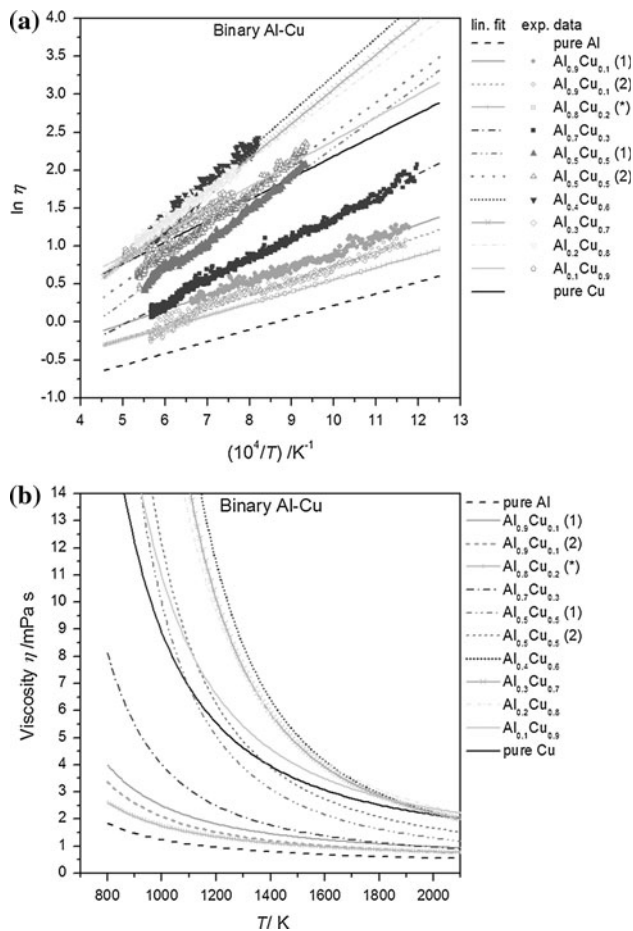 (a)
Binary Al-Cu
lin. fit exp. data
pure Al
Al0.9Cu0.1 (1)
Al0.9Cu0.1 (2)
Al0.8Cu0.2 (*)
Al0.7Cu0.3
Al0.5Cu0.5 (1)
Al0.5Cu0.5 (2)
Al0.4Cu0.6
Al0.3Cu0.7
Al0.2Cu0.8
Al0.1Cu0.9
pure Cu
ln η
4.0
3.5
3.0
2.5
2.0
1.5
1.0
0.5
0.0
-0.5
-1.0
4 5 6 7 8 9 10 11 12 13
(10^4/T) /K^-1
(b)
Binary Al-Cu
pure Al
Al0.9Cu0.1 (1)
Al0.9Cu0.1 (2)
Al0.8Cu0.2 (*)
Al0.7Cu0.3
Al0.5Cu0.5 (1)
Al0.5Cu0.5 (2)
Al0.4Cu0.6
Al0.3Cu0.7
Al0.2Cu0.8
Al0.1Cu0.9
pure Cu
Viscosity η /mPa s
14
13
12
11
10
9
8
7
6
5
4
3
2
1
0
800 1000 1200 1400 1600 1800 2000
T/ K